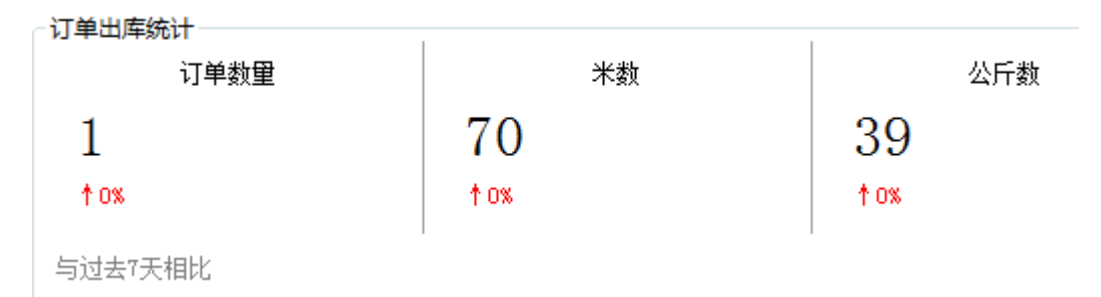 订单出库统计
订单数量 米数 公斤数
1 70 39
↑0% ↑0% ↑0%
与过去7天相比